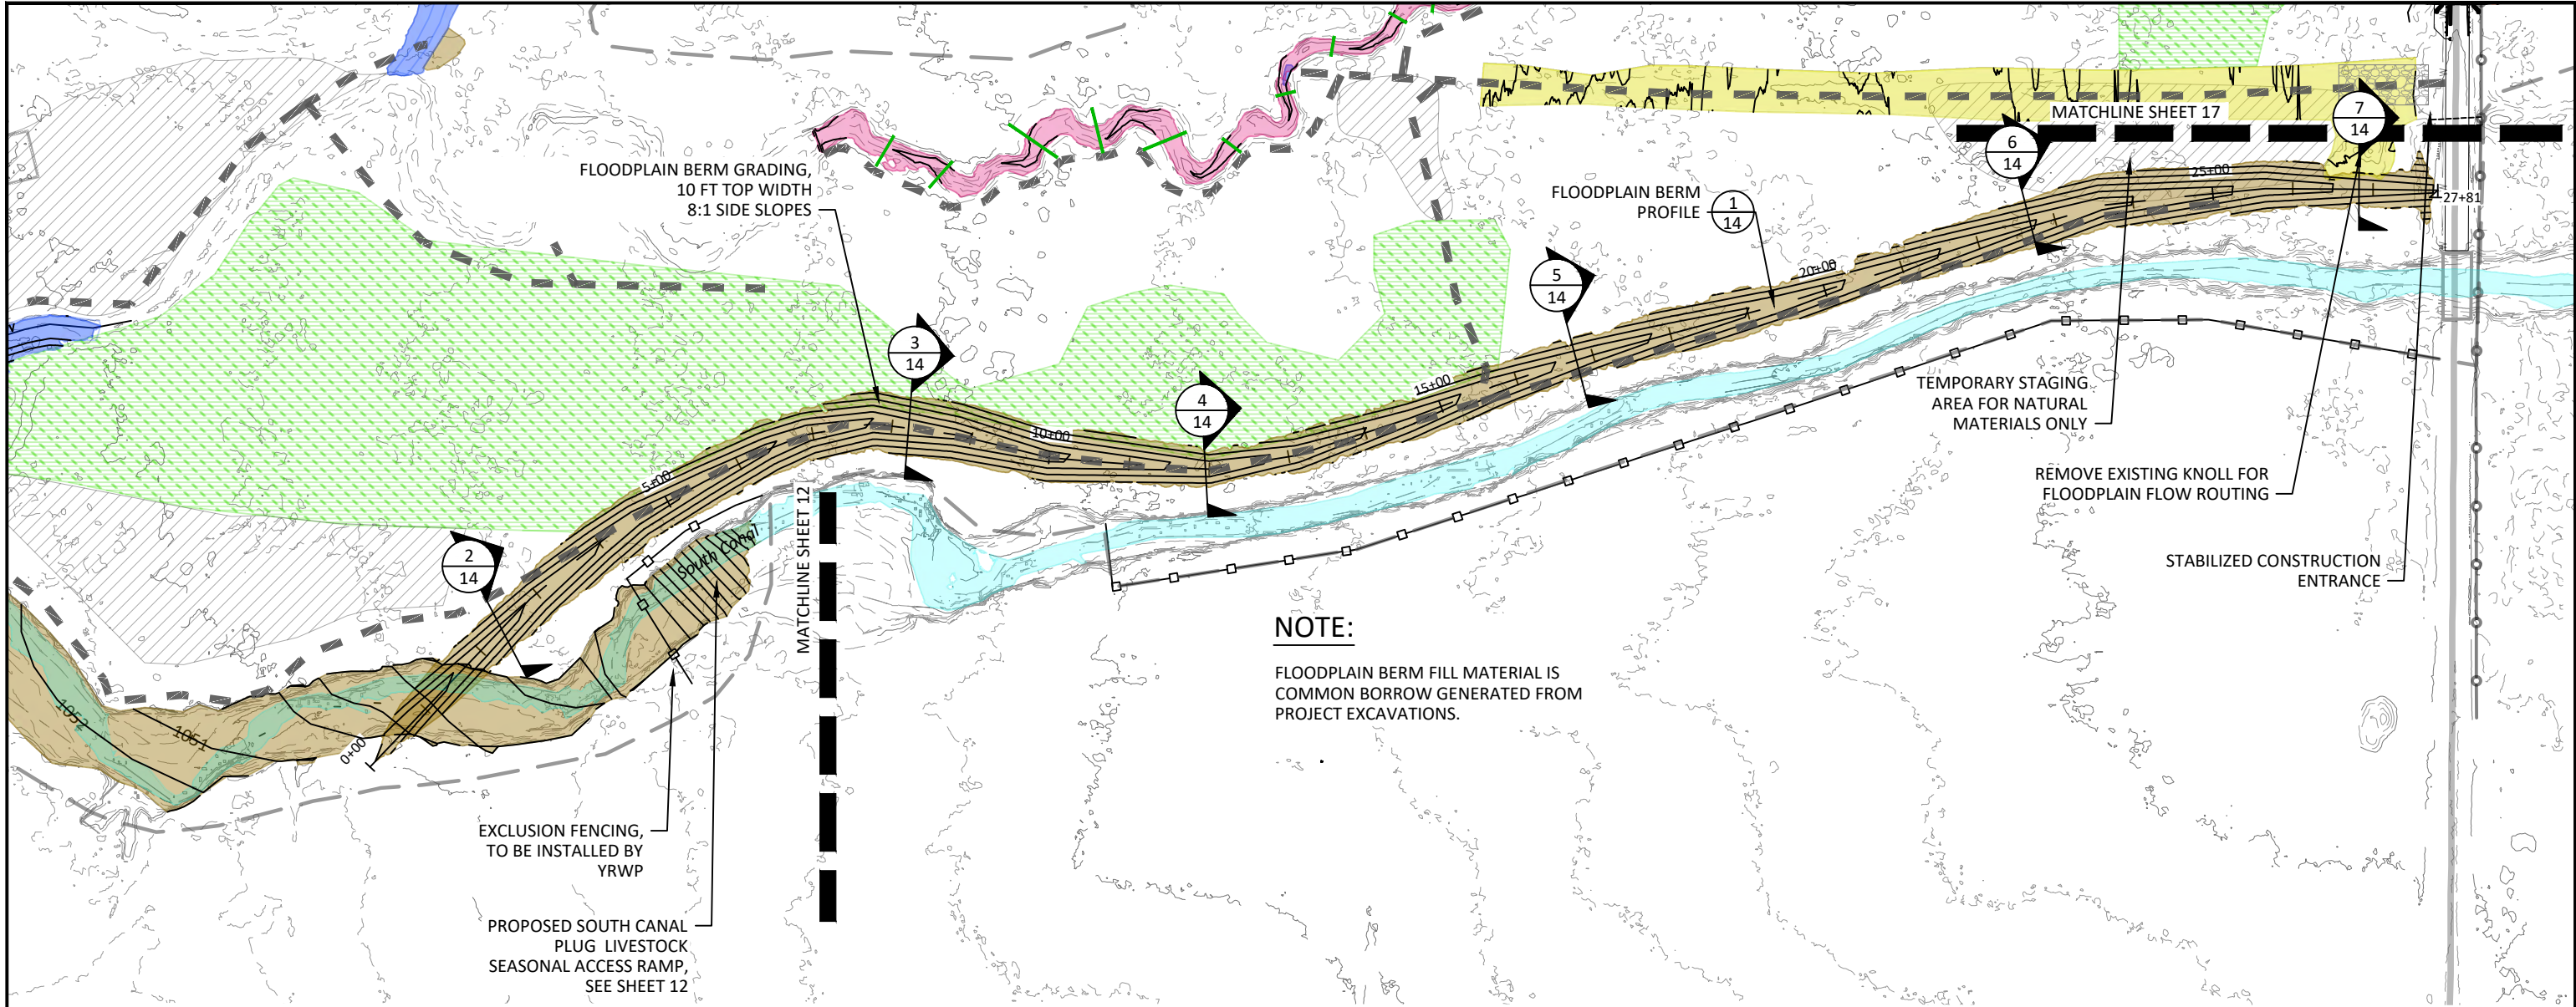 MATCHLINE SHEET 17
7
14
6
14
FLOODPLAIN BERM GRADING,
10 FT TOP WIDTH
8:1 SIDE SLOPES
FLOODPLAIN BERM
PROFILE
1
14
25+00
27+81
5
14
20+00
3
14
4
14
15+00
10+00
5+00
TEMPORARY STAGING
AREA FOR NATURAL
MATERIALS ONLY
REMOVE EXISTING KNOLL FOR
FLOODPLAIN FLOW ROUTING
STABILIZED CONSTRUCTION
ENTRANCE
2
14
South Canal
MATCHLINE SHEET 12
NOTE:
FLOODPLAIN BERM FILL MATERIAL IS
COMMON BORROW GENERATED FROM
PROJECT EXCAVATIONS.
1052
1051
0+00
EXCLUSION FENCING,
TO BE INSTALLED BY
YRWP
PROPOSED SOUTH CANAL
PLUG LIVESTOCK
SEASONAL ACCESS RAMP,
SEE SHEET 12